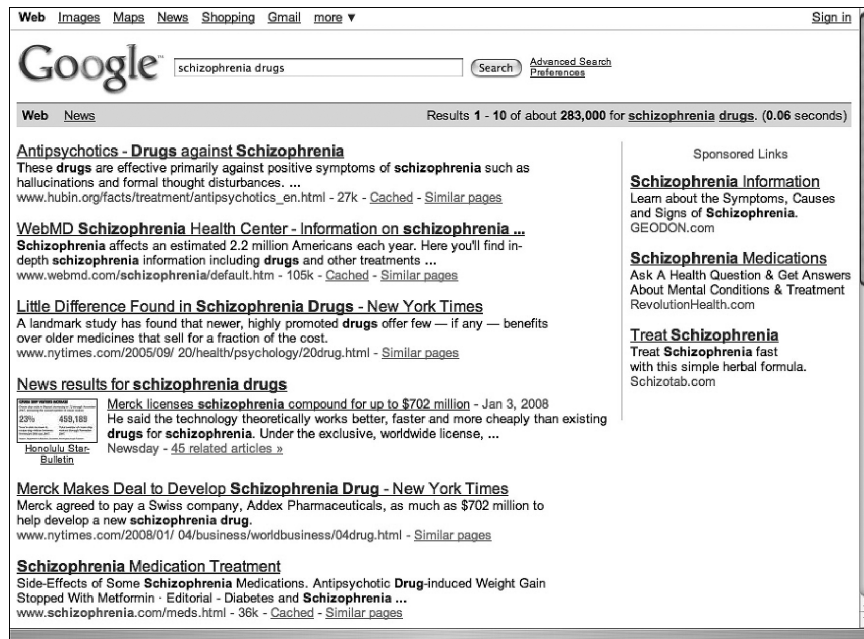 Web Images Maps News Shopping Gmail more ▼ Sign in
Google™ schizophrenia drugs Search Advanced Search
Preferences
Web News Results 1 - 10 of about 283,000 for schizophrenia drugs. (0.06 seconds)
Antipsychotics - Drugs against Schizophrenia
These drugs are effective primarily against positive symptoms of schizophrenia such as
hallucinations and formal thought disturbances. ...
www.hubin.org/facts/treatment/antipsychotics_en.html - 27k - Cached - Similar pages
WebMD Schizophrenia Health Center - Information on schizophrenia ...
Schizophrenia affects an estimated 2.2 million Americans each year. Here you'll find in-
depth schizophrenia information including drugs and other treatments ...
www.webmd.com/schizophrenia/default.htm - 105k - Cached - Similar pages
Little Difference Found in Schizophrenia Drugs - New York Times
A landmark study has found that newer, highly promoted drugs offer few — if any — benefits
over older medicines that sell for a fraction of the cost.
www.nytimes.com/2005/09/ 20/health/psychology/20drug.html - Similar pages
News results for schizophrenia drugs
23% 459,169
Honolulu Star-
Bulletin
Merck licenses schizophrenia compound for up to $702 million - Jan 3, 2008
He said the technology theoretically works better, faster and more cheaply than existing
drugs for schizophrenia. Under the exclusive, worldwide license, ...
Newsday - 45 related articles »
Merck Makes Deal to Develop Schizophrenia Drug - New York Times
Merck agreed to pay a Swiss company, Addex Pharmaceuticals, as much as $702 million to
help develop a new schizophrenia drug.
www.nytimes.com/2008/01/ 04/business/worldbusiness/04drug.html - Similar pages
Schizophrenia Medication Treatment
Side-Effects of Some Schizophrenia Medications. Antipsychotic Drug-induced Weight Gain
Stopped With Metformin · Editorial - Diabetes and Schizophrenia ...
www.schizophrenia.com/meds.html - 36k - Cached - Similar pages
Sponsored Links
Schizophrenia Information
Learn about the Symptoms, Causes
and Signs of Schizophrenia.
GEODON.com
Schizophrenia Medications
Ask A Health Question & Get Answers
About Mental Conditions & Treatment
RevolutionHealth.com
Treat Schizophrenia
Treat Schizophrenia fast
with this simple herbal formula.
Schizotab.com